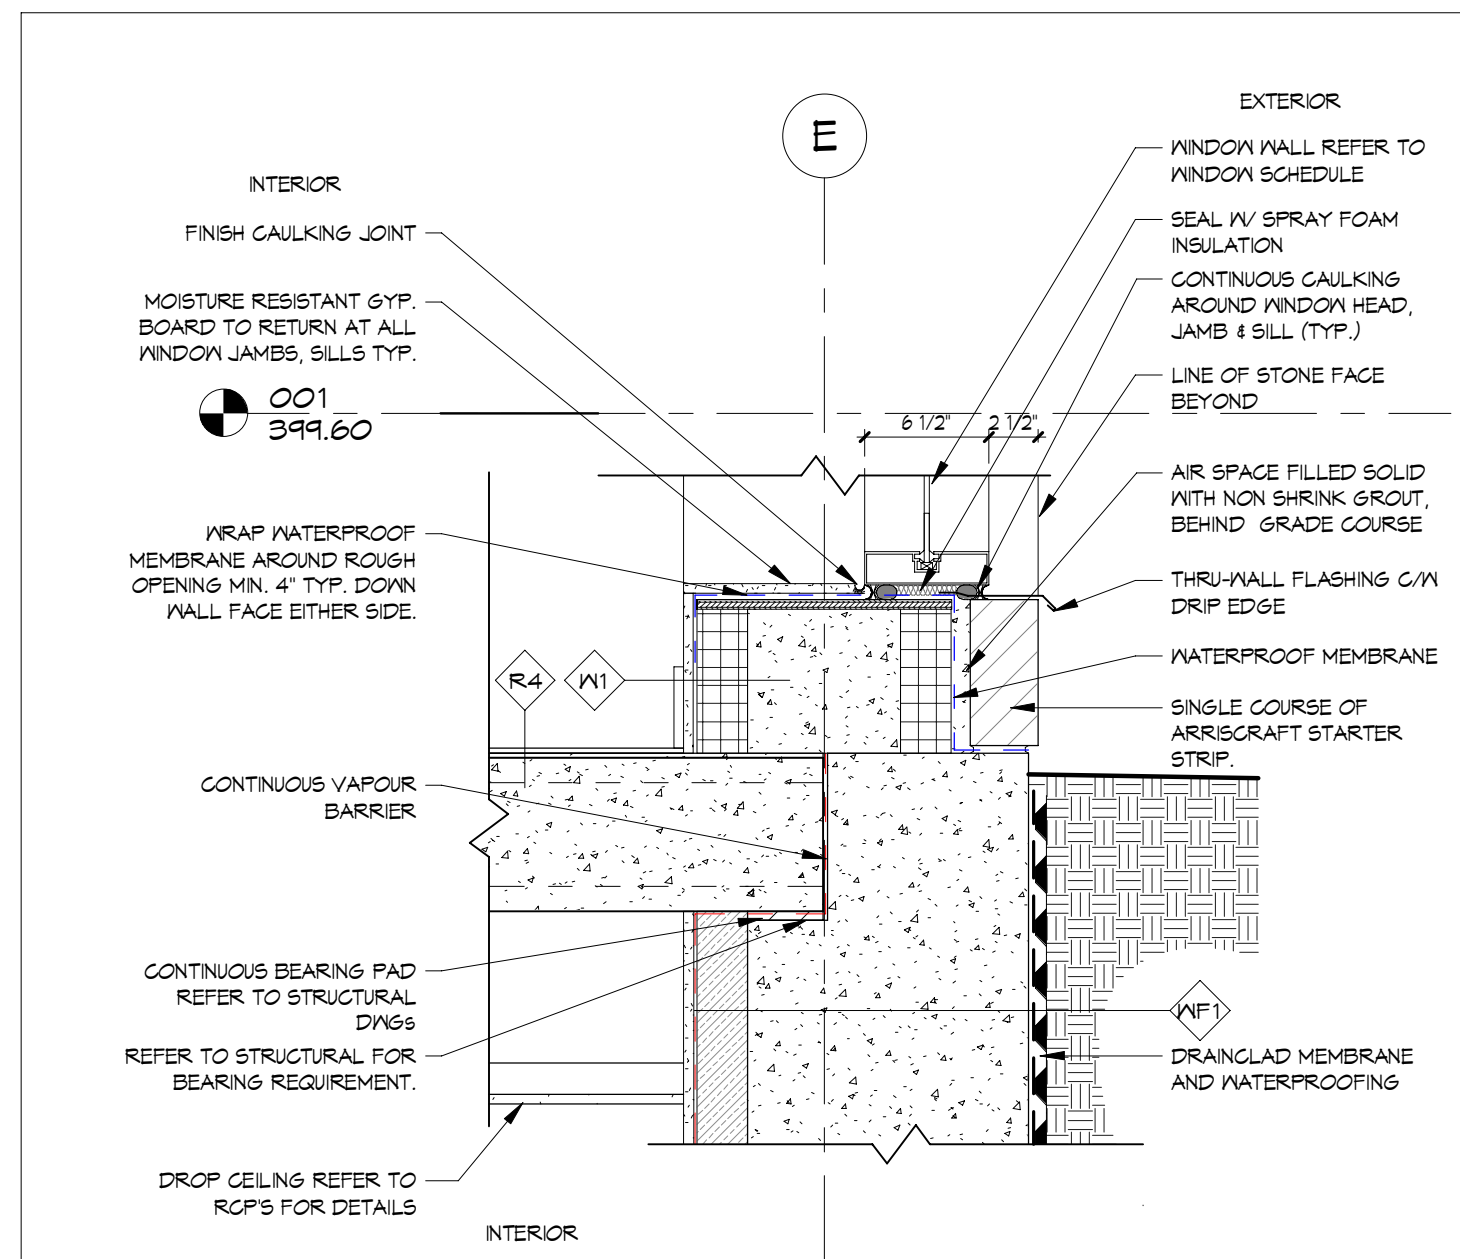 E
INTERIOR
FINISH CAULKING JOINT
MOISTURE RESISTANT GYP.
BOARD TO RETURN AT ALL
WINDOW JAMBS, SILLS TYP.
001
399.60
WRAP WATERPROOF
MEMBRANE AROUND ROUGH
OPENING MIN. 4" TYP. DOWN
WALL FACE EITHER SIDE.
R4
W1
CONTINUOUS VAPOUR
BARRIER
CONTINUOUS BEARING PAD
REFER TO STRUCTURAL
DWGs
REFER TO STRUCTURAL FOR
BEARING REQUIREMENT.
DROP CEILING REFER TO
RCP'S FOR DETAILS
INTERIOR
6 1/2"
2 1/2"
EXTERIOR
WINDOW WALL REFER TO
WINDOW SCHEDULE
SEAL W/ SPRAY FOAM
INSULATION
CONTINUOUS CAULKING
AROUND WINDOW HEAD,
JAMB & SILL (TYP.)
LINE OF STONE FACE
BEYOND
AIR SPACE FILLED SOLID
WITH NON SHRINK GROUT,
BEHIND GRADE COURSE
THRU-WALL FLASHING C/W
DRIP EDGE
WATERPROOF MEMBRANE
SINGLE COURSE OF
ARRISCRAFT STARTER
STRIP.
WF1
DRAINCLAD MEMBRANE
AND WATERPROOFING